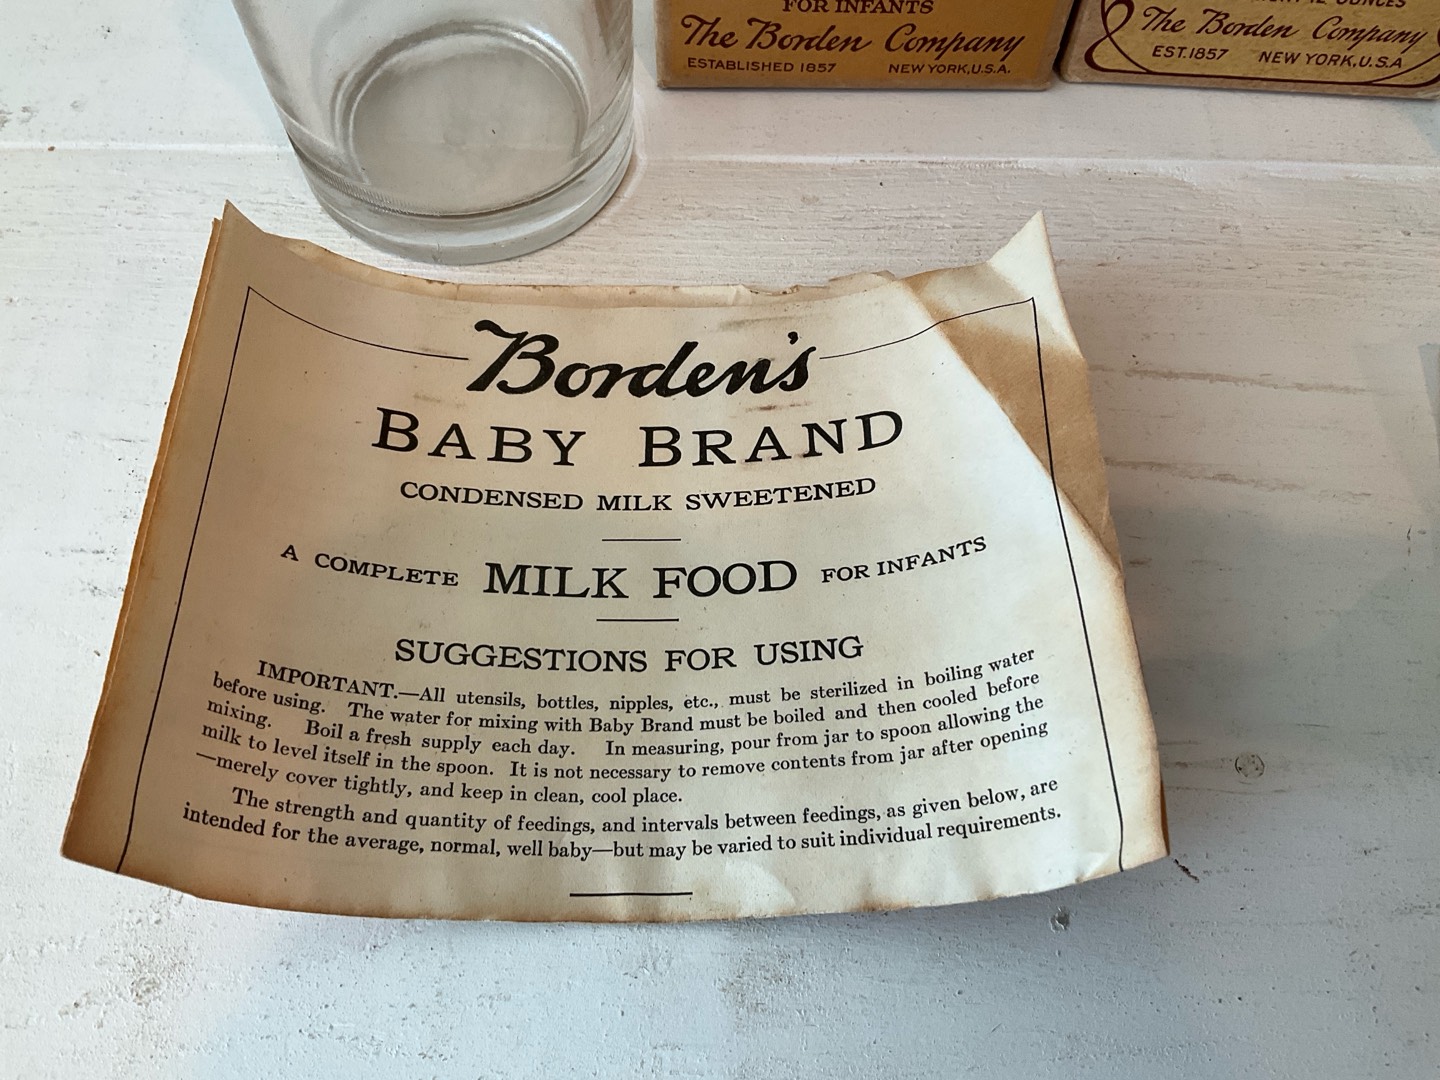 FOR INFANTS
The Borden Company
ESTABLISHED 1857 NEW YORK, U.S.A.
12 OUNCES
The Borden Company
EST. 1857 NEW YORK, U.S.A
Borden's
BABY BRAND
CONDENSED MILK SWEETENED
A COMPLETE MILK FOOD FOR INFANTS
SUGGESTIONS FOR USING
IMPORTANT.—All utensils, bottles, nipples, etc., must be sterilized in boiling water
before using. The water for mixing with Baby Brand must be boiled and then cooled before
mixing. Boil a fresh supply each day. In measuring, pour from jar to spoon allowing the
milk to level itself in the spoon. It is not necessary to remove contents from jar after opening
—merely cover tightly, and keep in clean, cool place.
The strength and quantity of feedings, and intervals between feedings, as given below, are
intended for the average, normal, well baby—but may be varied to suit individual requirements.